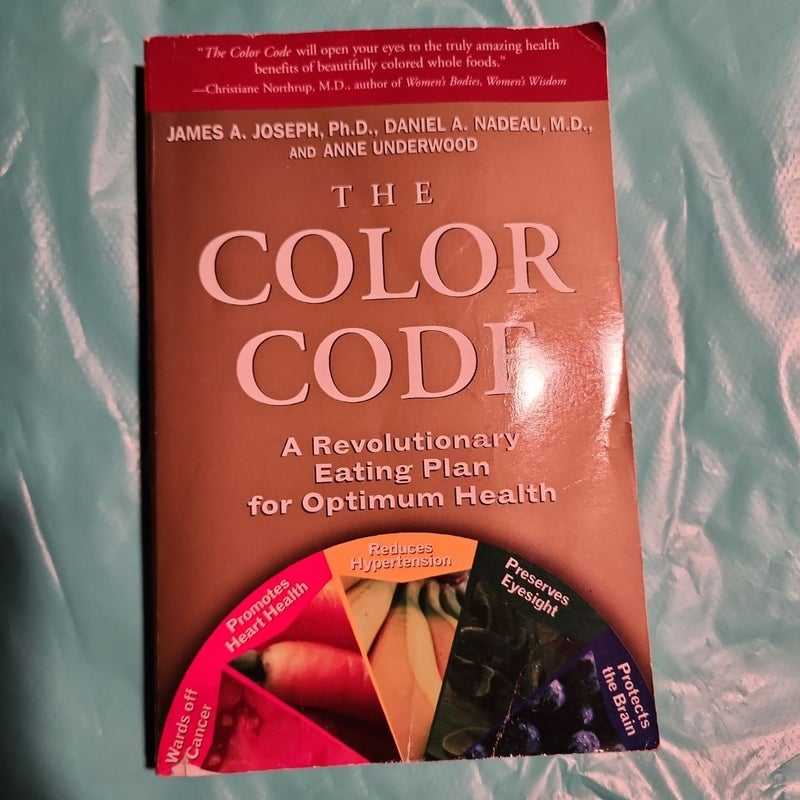 “The Color Code will open your eyes to the truly amazing health
benefits of beautifully colored whole foods.”
—Christiane Northrup, M.D., author of Women's Bodies, Women's Wisdom
JAMES A. JOSEPH, Ph.D., DANIEL A. NADEAU, M.D.,
AND ANNE UNDERWOOD
THE
COLOR
CODE
A Revolutionary
Eating Plan
for Optimum Health
Wards off
Cancer
Promotes
Heart Health
Reduces
Hypertension
Preserves
Eyesight
Protects
the Brain